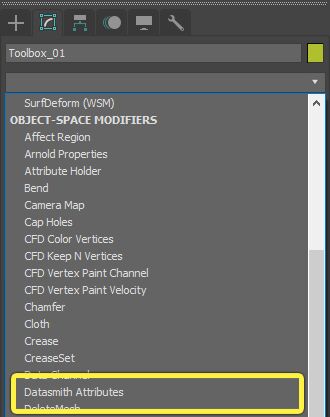 Toolbox_01
SurfDeform (WSM)
OBJECT-SPACE MODIFIERS
Affect Region
Arnold Properties
Attribute Holder
Bend
Camera Map
Cap Holes
CFD Color Vertices
CFD Keep N Vertices
CFD Vertex Paint Channel
CFD Vertex Paint Velocity
Chamfer
Cloth
Crease
CreaseSet
Data Channel
Datasmith Attributes
DeleteMesh